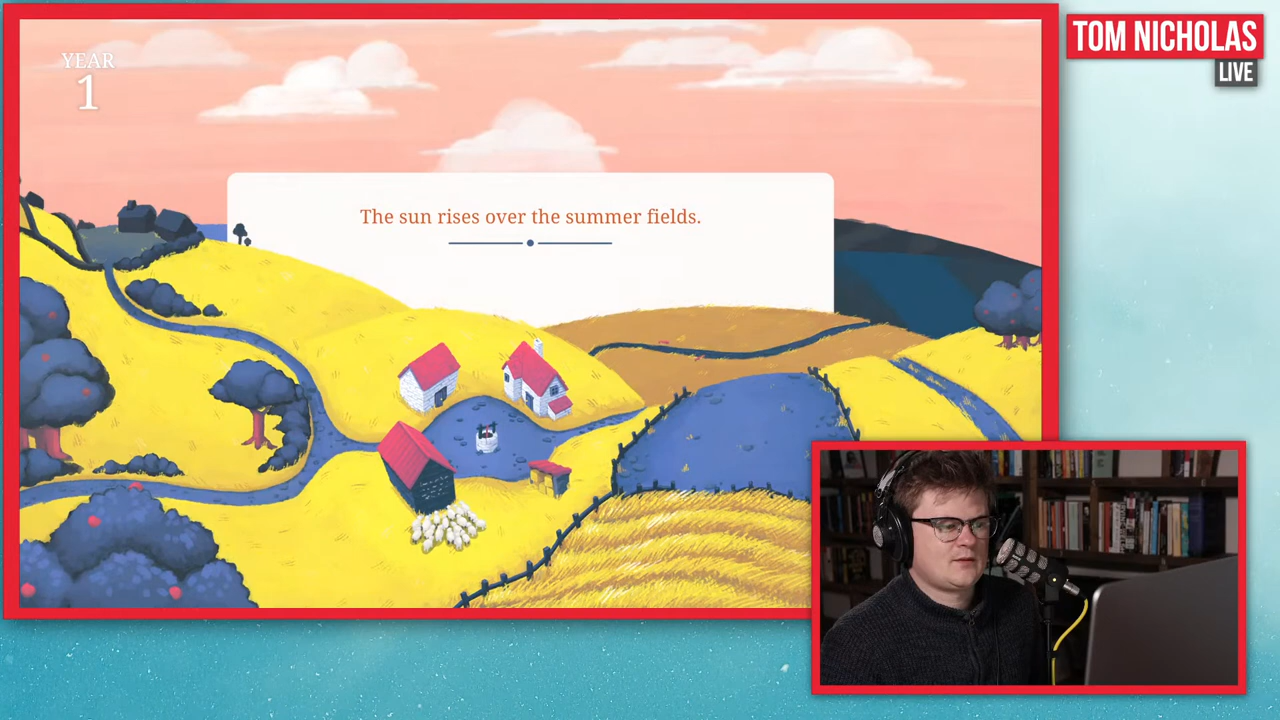 YEAR
1
The sun rises over the summer fields.
TOM NICHOLAS
LIVE